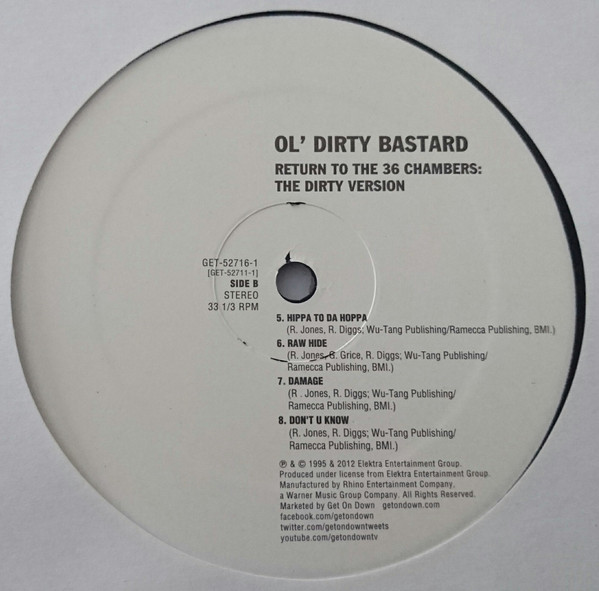 OL' DIRTY BASTARD
RETURN TO THE 36 CHAMBERS:
THE DIRTY VERSION
GET-52716-1
[GET-52711-1]
SIDE B
STEREO
33 1/3 RPM
5. HIPPA TO DA HOPPA
(R. Jones, R. Diggs; Wu-Tang Publishing/Ramecca Publishing, BMI.)
6. RAW HIDE
(R. Jones, G. Grice, R. Diggs; Wu-Tang Publishing/
Ramecca Publishing, BMI.)
7. DAMAGE
(R . Jones, R. Diggs; Wu-Tang Publishing/
Ramecca Publishing, BMI.)
8. DON'T U KNOW
(R. Jones, R. Diggs; Wu-Tang Publishing/
Ramecca Publishing, BMI.)
℗ & © 1995 & 2012 Elektra Entertainment Group.
Produced under license from Elektra Entertainment Group.
Manufactured by Rhino Entertainment Company,
a Warner Music Group Company. All Rights Reserved.
Marketed by Get On Down getondown.com
facebook.com/getondown
twitter.com/getondowntweets
youtube.com/getondowntv